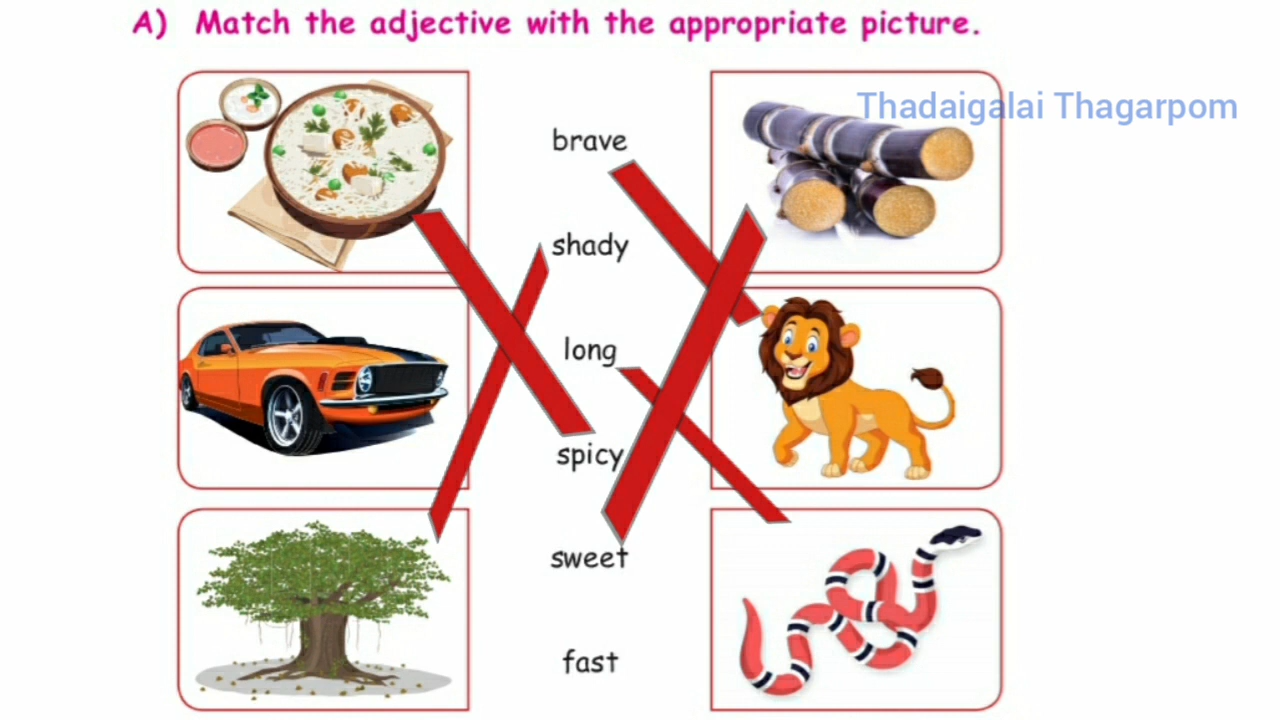 A) Match the adjective with the appropriate picture.
Thadaigalai Thagarpom
brave
shady
long
spicy
sweet
fast